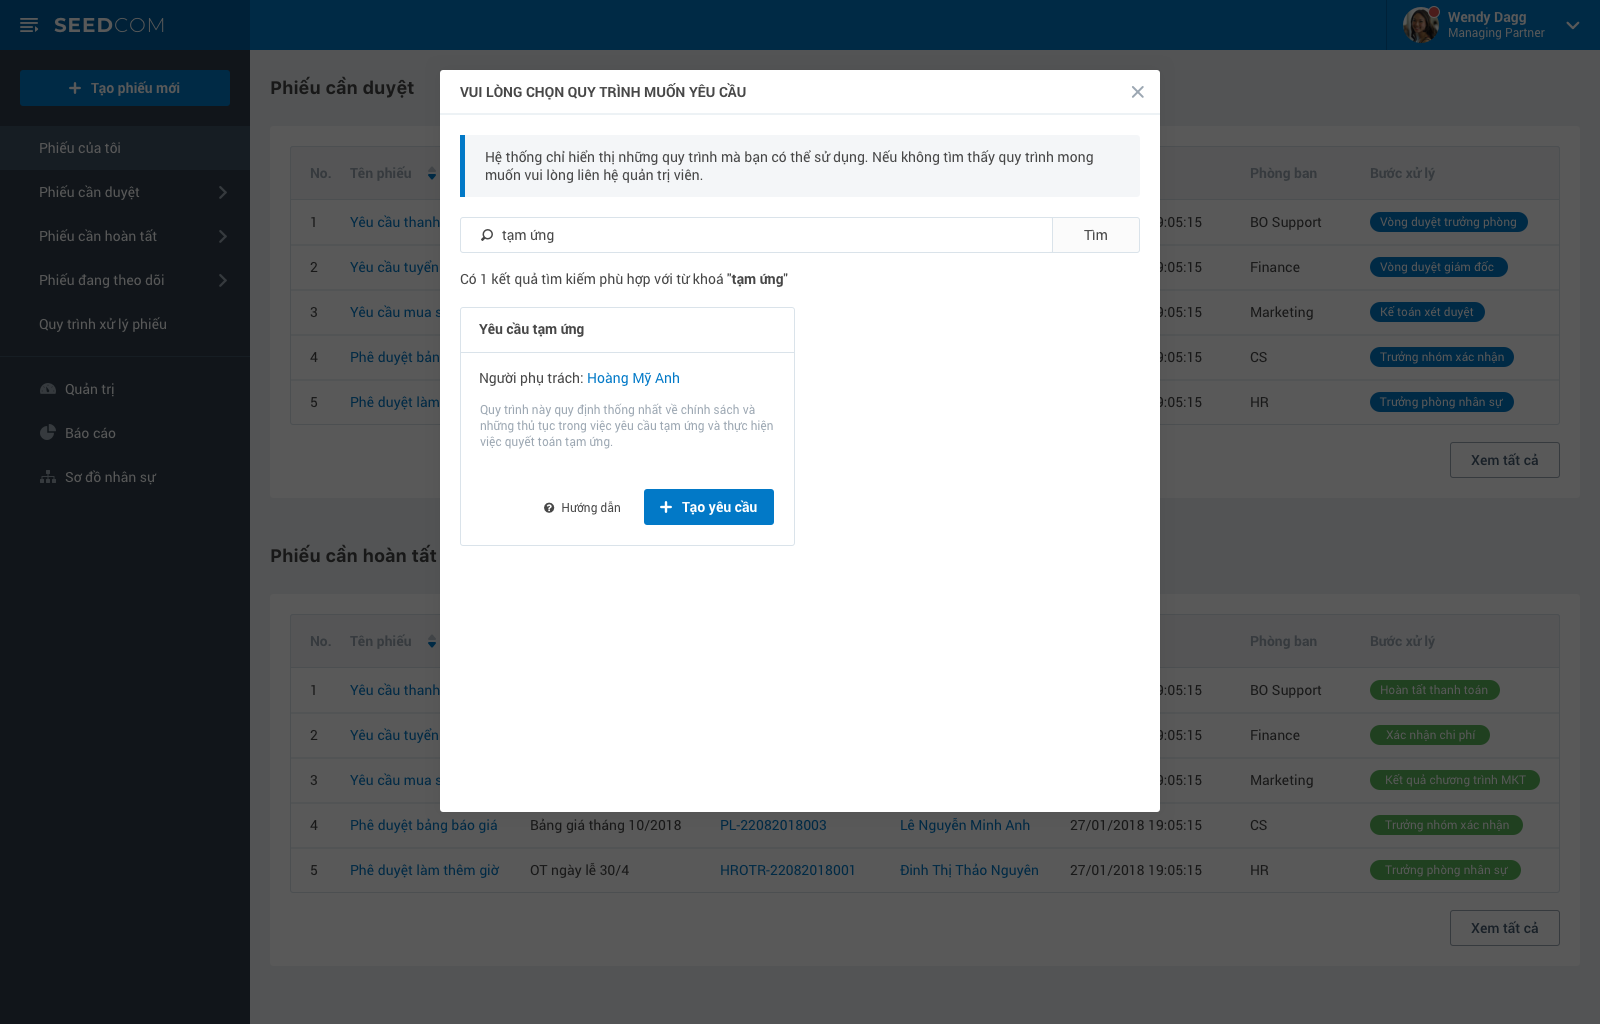 SEEDCOM
Wendy Dagg
Managing Partner
Tạo phiếu mới
Phiếu của tôi
Phiếu cần duyệt
Phiếu cần hoàn tất
Phiếu đang theo dõi
Quy trình xử lý phiếu
Quản trị
Báo cáo
Sơ đồ nhân sự
Phiếu cần duyệt
No. Tên phiếu Phòng ban Bước xử lý
1 Yêu cầu thanh :05:15 BO Support Vòng duyệt trưởng phòng
2 Yêu cầu tuyển :05:15 Finance Vòng duyệt giám đốc
3 Yêu cầu mua :05:15 Marketing Kế toán xét duyệt
4 Phê duyệt bản :05:15 CS Trưởng nhóm xác nhận
5 Phê duyệt làm :05:15 HR Trưởng phòng nhân sự
Xem tất cả
VUI LÒNG CHỌN QUY TRÌNH MUỐN YÊU CẦU
Hệ thống chỉ hiển thị những quy trình mà bạn có thể sử dụng. Nếu không tìm thấy quy trình mong
muốn vui lòng liên hệ quản trị viên.
tạm ứng Tìm
Có 1 kết quả tìm kiếm phù hợp với từ khoá "tạm ứng"
Yêu cầu tạm ứng
Người phụ trách: Hoàng Mỹ Anh
Quy trình này quy định thống nhất về chính sách và
những thủ tục trong việc yêu cầu tạm ứng và thực hiện
việc quyết toán tạm ứng.
Hướng dẫn Tạo yêu cầu
Phiếu cần hoàn tất
No. Tên phiếu Phòng ban Bước xử lý
1 Yêu cầu thanh :05:15 BO Support Hoàn tất thanh toán
2 Yêu cầu tuyển :05:15 Finance Xác nhận chi phí
3 Yêu cầu mua :05:15 Marketing Kết quả chương trình MKT
4 Phê duyệt bảng báo giá Bảng giá tháng 10/2018 PL-22082018003 Lê Nguyễn Minh Anh 27/01/2018 19:05:15 CS Trưởng nhóm xác nhận
5 Phê duyệt làm thêm giờ OT ngày lễ 30/4 HROTR-22082018001 Đinh Thị Thảo Nguyên 27/01/2018 19:05:15 HR Trưởng phòng nhân sự
Xem tất cả